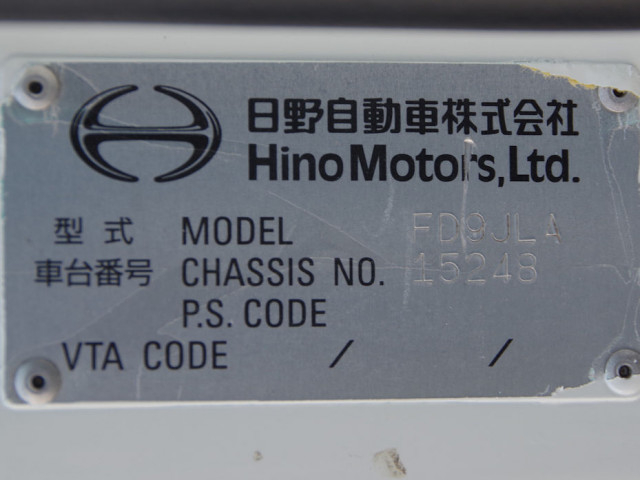 日野自動車株式会社
Hino Motors, Ltd.
型式 MODEL FD9JLA
車台番号 CHASSIS NO. 15248
P.S. CODE
VTA CODE / /